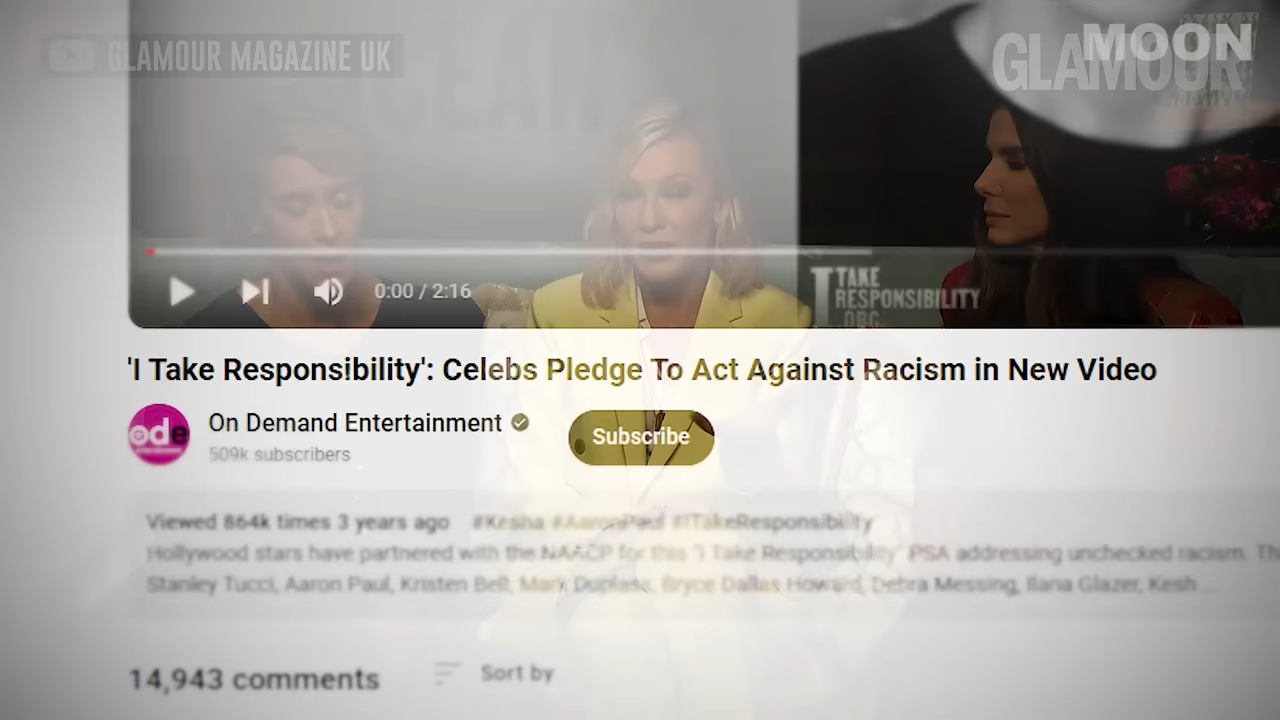 GLAMOUR MAGAZINE UK
MOON
GLAMOUR
0:00 / 2:16
I TAKE
RESPONSIBILITY
.ORG
'I Take Responsibility': Celebs Pledge To Act Against Racism in New Video
ode
On Demand Entertainment
Subscribe
509k subscribers
Viewed 864k times 3 years ago #Kesha #AaronPaul #ITakeResponsibility
Hollywood stars have partnered with the NAACP for this "I Take Responsibility" PSA addressing unchecked racism. Th
Stanley Tucci, Aaron Paul, Kristen Bell, Mark Duplass, Bryce Dallas Howard, Debra Messing, Ilana Glazer, Kesh ...
14,943 comments
Sort by